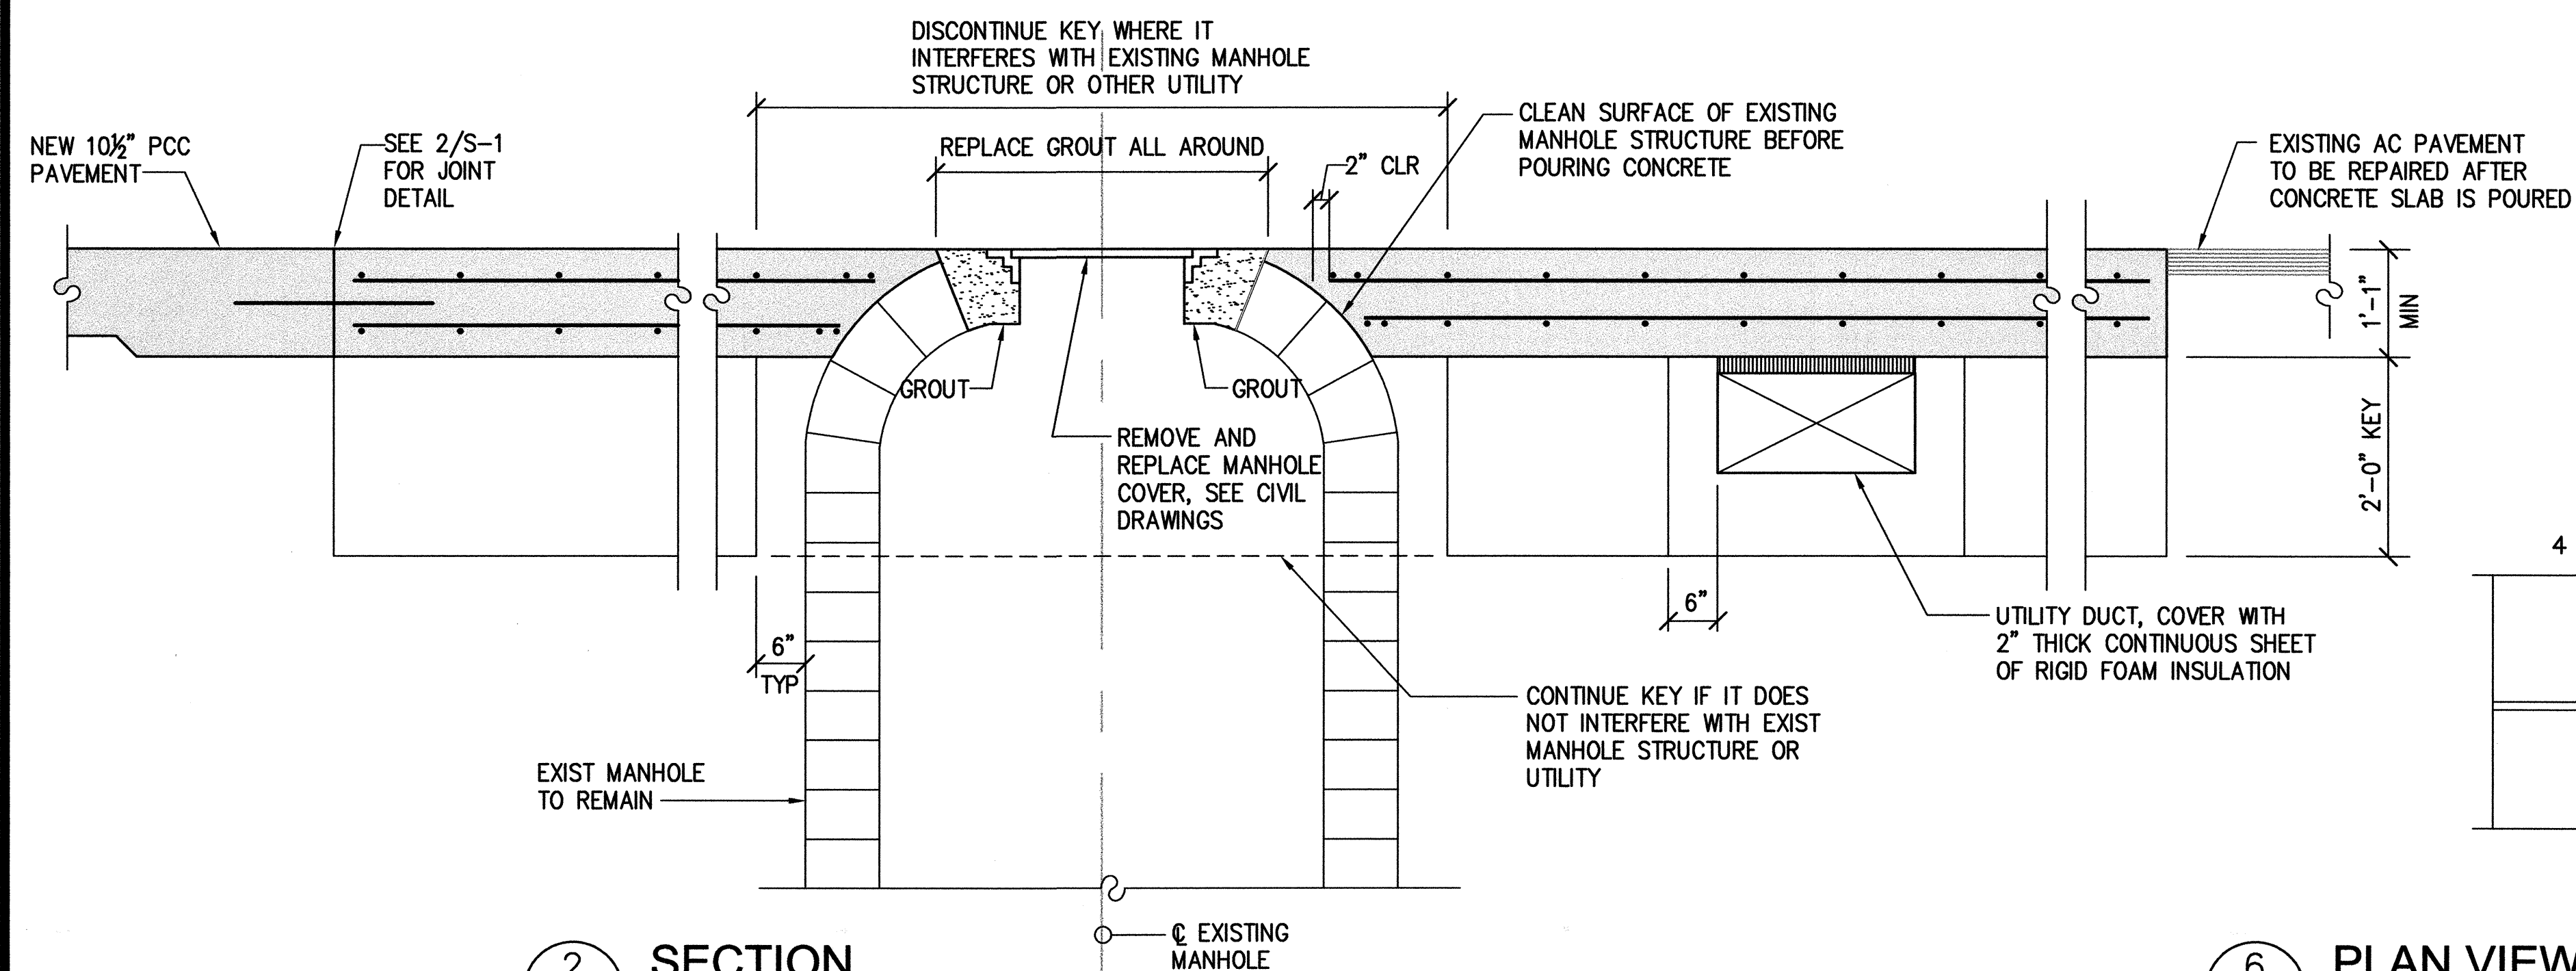 DISCONTINUE KEY WHERE IT
INTERFERES WITH EXISTING MANHOLE
STRUCTURE OR OTHER UTILITY
NEW 10½" PCC
PAVEMENT
SEE 2/S-1
FOR JOINT
DETAIL
REPLACE GROUT ALL AROUND
2" CLR
CLEAN SURFACE OF EXISTING
MANHOLE STRUCTURE BEFORE
POURING CONCRETE
EXISTING AC PAVEMENT
TO BE REPAIRED AFTER
CONCRETE SLAB IS POURED
1'-1"
MIN
2'-0" KEY
GROUT
GROUT
REMOVE AND
REPLACE MANHOLE
COVER, SEE CIVIL
DRAWINGS
4
6"
TYP
6"
UTILITY DUCT, COVER WITH
2" THICK CONTINUOUS SHEET
OF RIGID FOAM INSULATION
CONTINUE KEY IF IT DOES
NOT INTERFERE WITH EXIST
MANHOLE STRUCTURE OR
UTILITY
EXIST MANHOLE
TO REMAIN
℄ EXISTING
MANHOLE
2
SECTION
6
PLAN VIEW